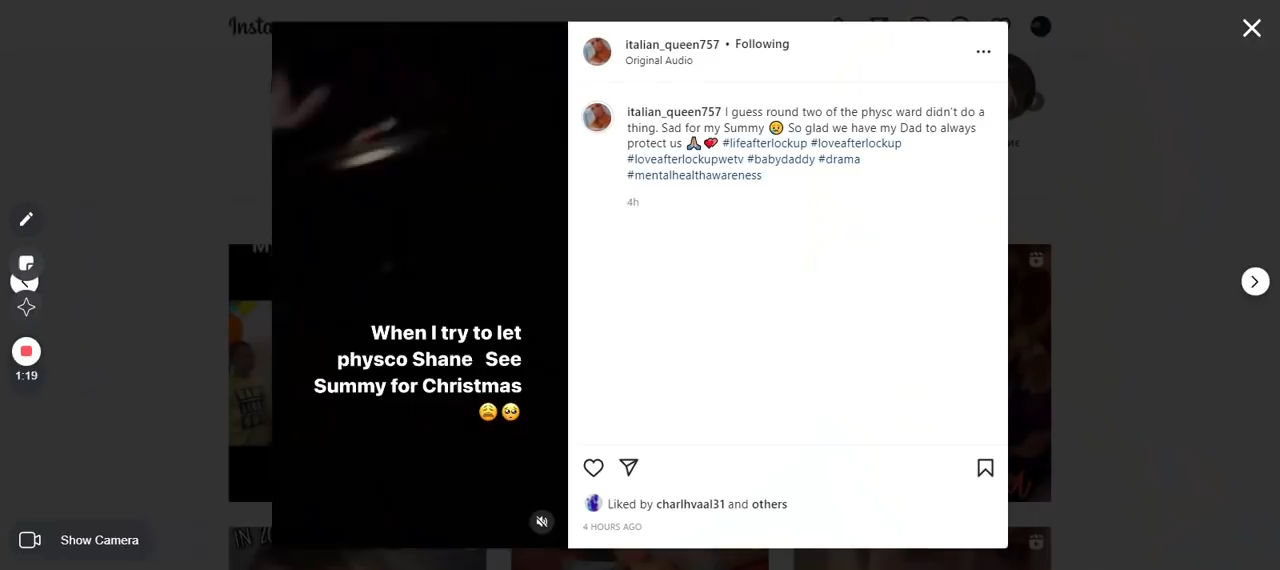 Insta
italian_queen757 • Following
Original Audio
italian_queen757 I guess round two of the physc ward didn't do a
thing. Sad for my Summy 😥 So glad we have my Dad to always
protect us 🙏🏽 💝 #lifeafterlockup #loveafterlockup
#loveafterlockupwetv #babydaddy #drama
#mentalhealthawareness
4h
When I try to let
physco Shane See
Summy for Christmas
😩🥺
1:19
Liked by charlhvaal31 and others
4 HOURS AGO
Show Camera
IN